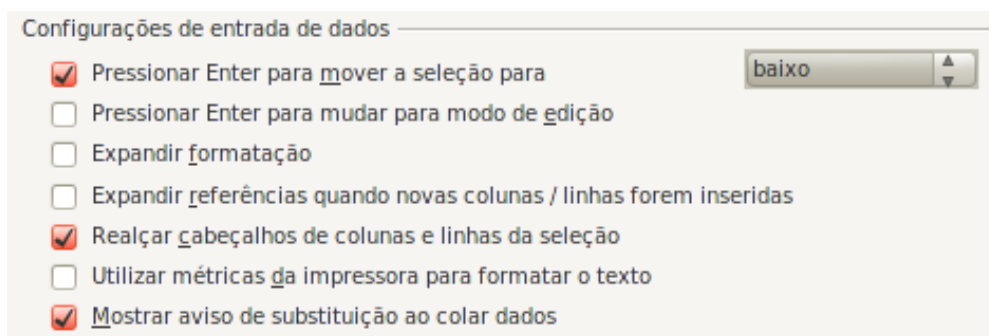 Configurações de entrada de dados
Pressionar Enter para mover a seleção para baixo
Pressionar Enter para mudar para modo de edição
Expandir formatação
Expandir referências quando novas colunas / linhas forem inseridas
Realçar cabeçalhos de colunas e linhas da seleção
Utilizar métricas da impressora para formatar o texto
Mostrar aviso de substituição ao colar dados